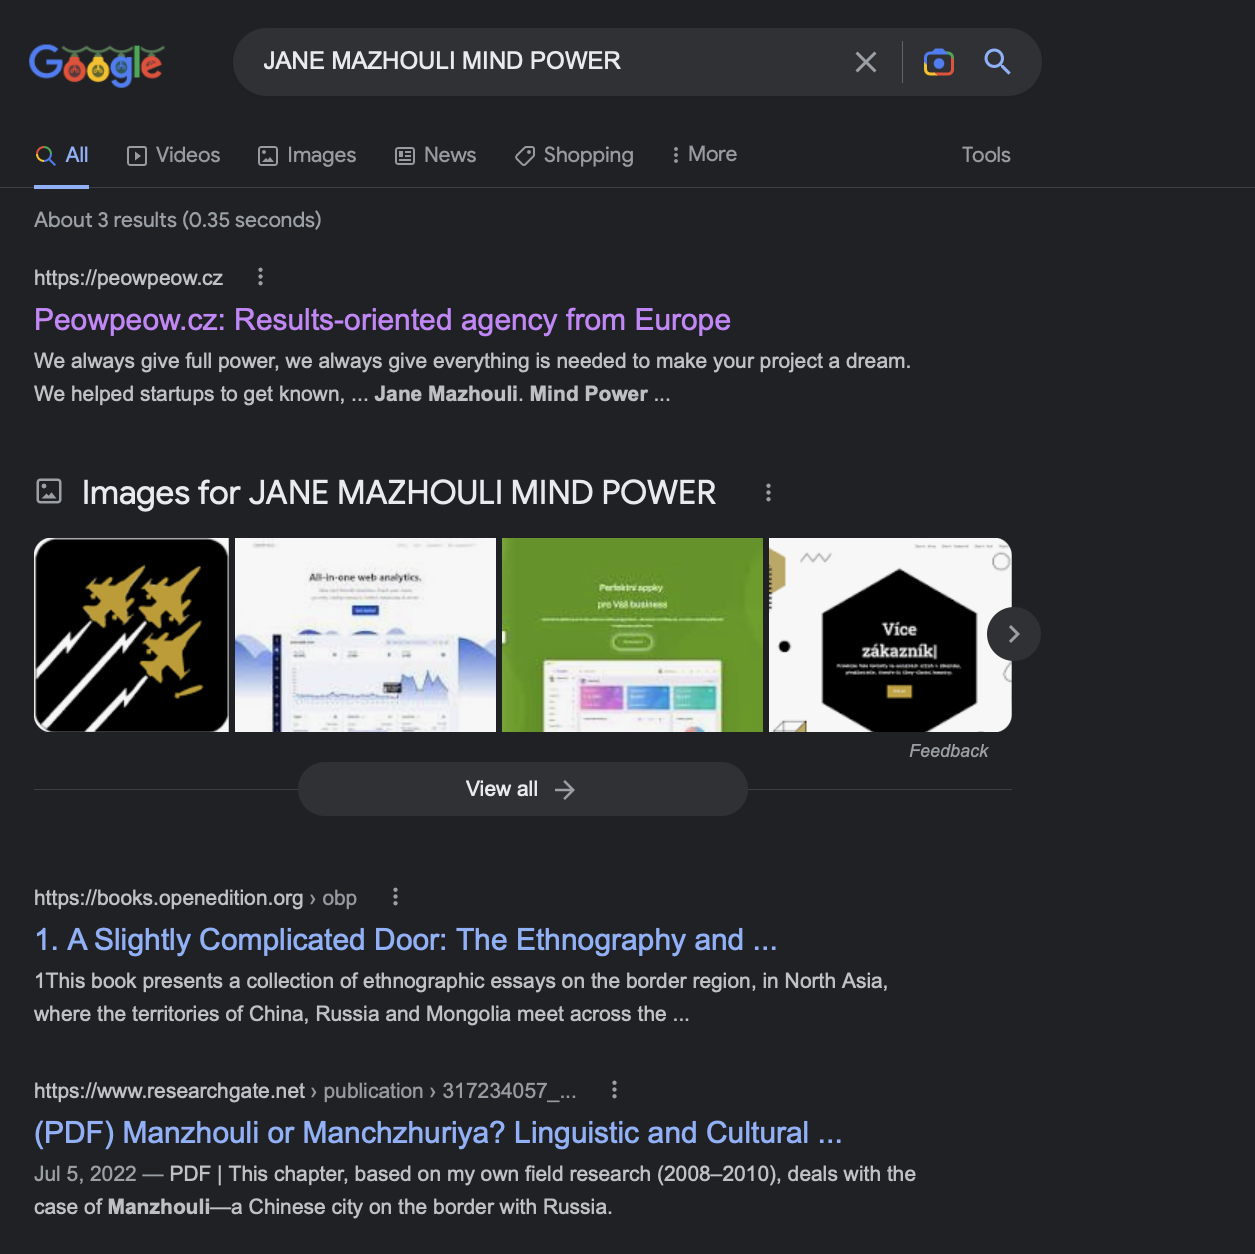 Google
JANE MAZHOULI MIND POWER
All
Videos
Images
News
Shopping
More
Tools
About 3 results (0.35 seconds)
https://peowpeow.cz
Peowpeow.cz: Results-oriented agency from Europe
We always give full power, we always give everything is needed to make your project a dream.
We helped startups to get known, ... Jane Mazhouli. Mind Power ...
Images for JANE MAZHOULI MIND POWER
All-in-one web analytics.
Perfektní appky
pro Váš business
Více
zákazník|
Feedback
View all
https://books.openedition.org › obp
1. A Slightly Complicated Door: The Ethnography and ...
1This book presents a collection of ethnographic essays on the border region, in North Asia,
where the territories of China, Russia and Mongolia meet across the ...
https://www.researchgate.net › publication › 317234057_...
(PDF) Manzhouli or Manchzhuriya? Linguistic and Cultural ...
Jul 5, 2022 — PDF | This chapter, based on my own field research (2008–2010), deals with the
case of Manzhouli—a Chinese city on the border with Russia.